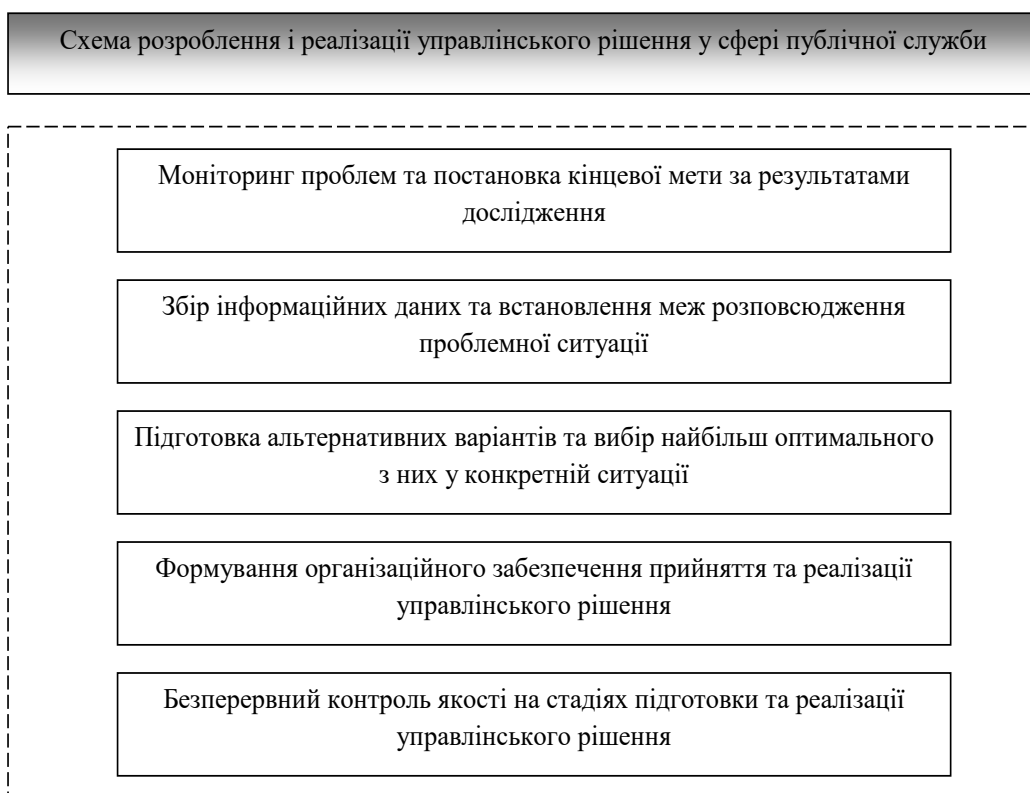 Схема розроблення і реалізації управлінського рішення у сфері публічної служби
Моніторинг проблем та постановка кінцевої мети за результатами
дослідження
Збір інформаційних даних та встановлення меж розповсюдження
проблемної ситуації
Підготовка альтернативних варіантів та вибір найбільш оптимального
з них у конкретній ситуації
Формування організаційного забезпечення прийняття та реалізації
управлінського рішення
Безперервний контроль якості на стадіях підготовки та реалізації
управлінського рішення